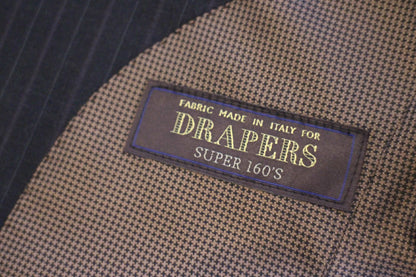 FABRIC MADE IN ITALY FOR
DRAPERS
SUPER 160'S